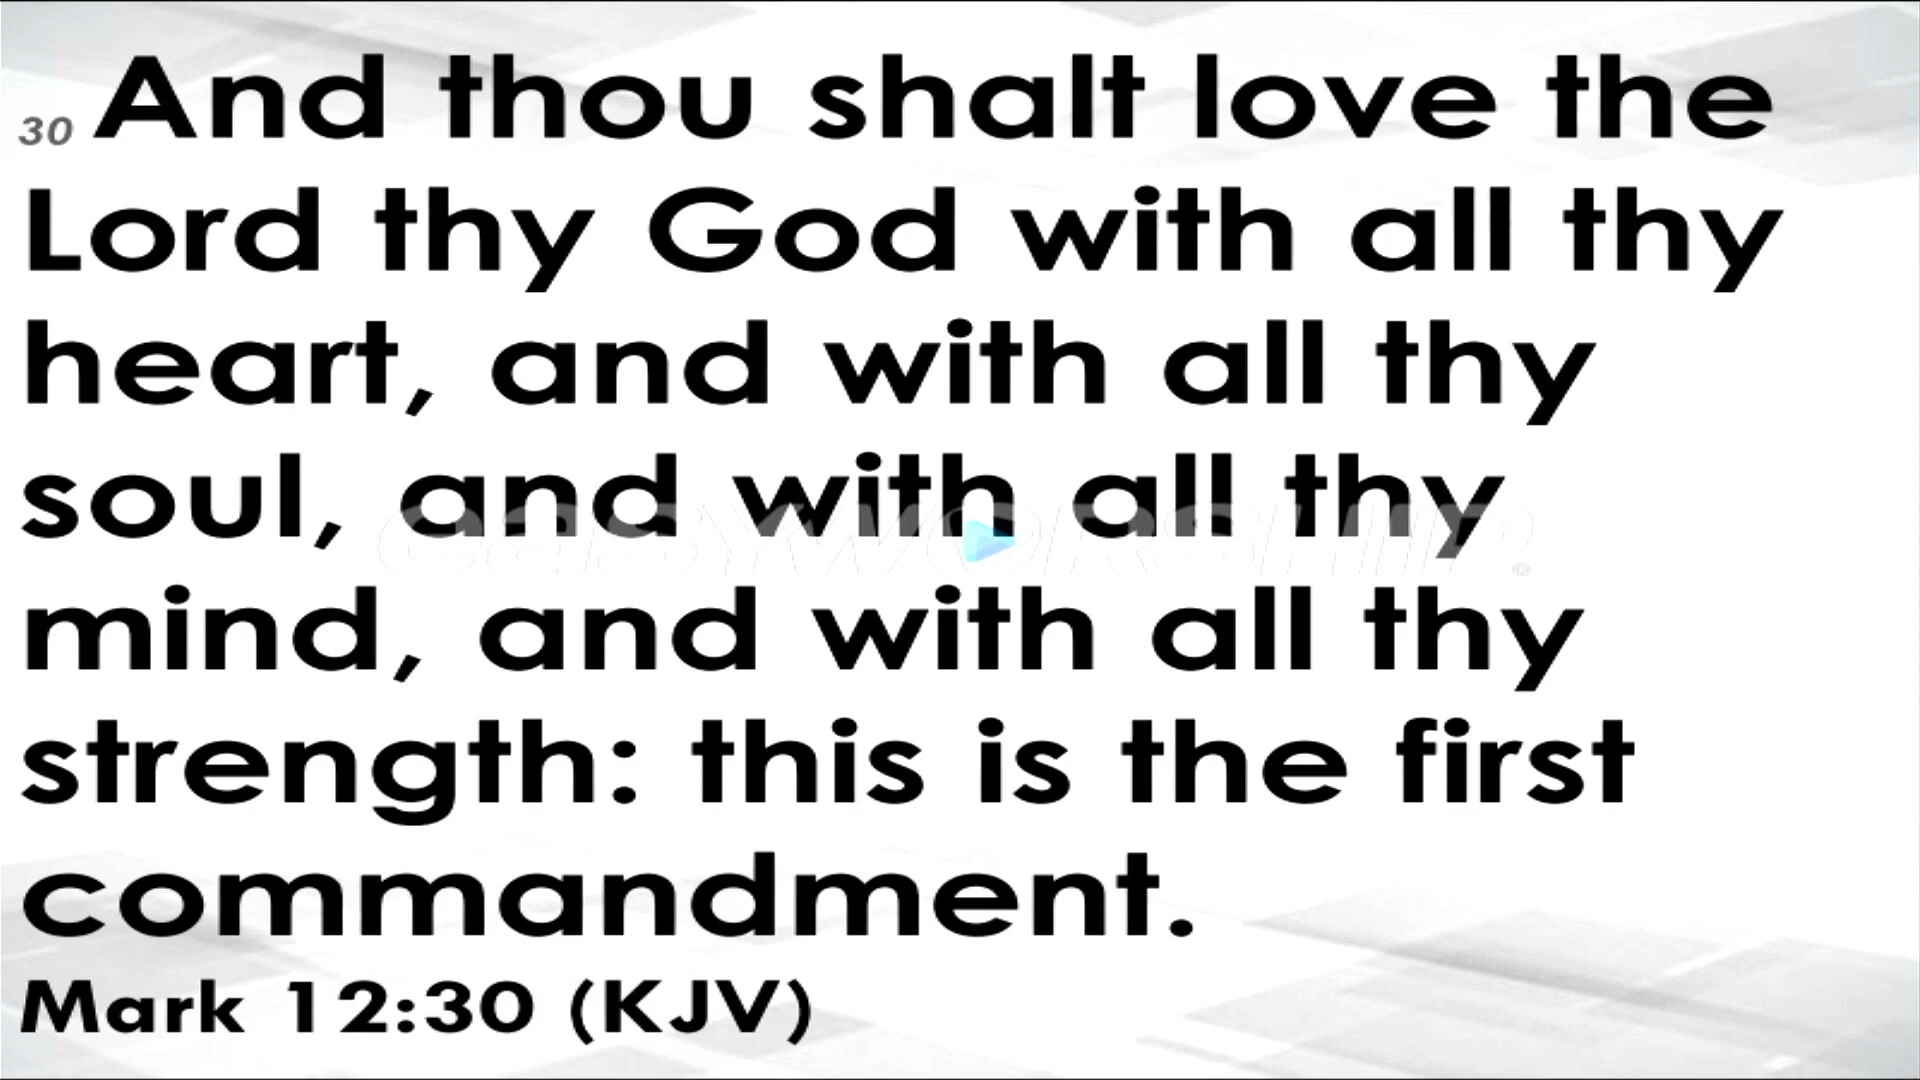 30 And thou shalt love the
Lord thy God with all thy
heart, and with all thy
soul, and with all thy
easyworship®
mind, and with all thy
strength: this is the first
commandment.
Mark 12:30 (KJV)